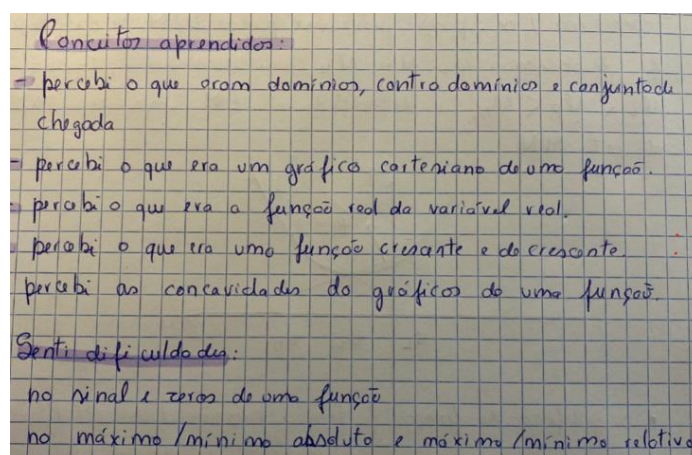 Conceitos aprendidos:
- percebi o que eram domínios, contradomínios e conjunto de
chegada
- percebi o que era um gráfico cartesiano de uma função.
- percebi o que era a função real da variável real.
- percebi o que era uma função crescente e decrescente.
percebi as concavidades do gráficos de uma função.
Senti dificuldades:
no sinal e zeros de uma função
no máximo/mínimo absoluto e máximo/mínimo relativo